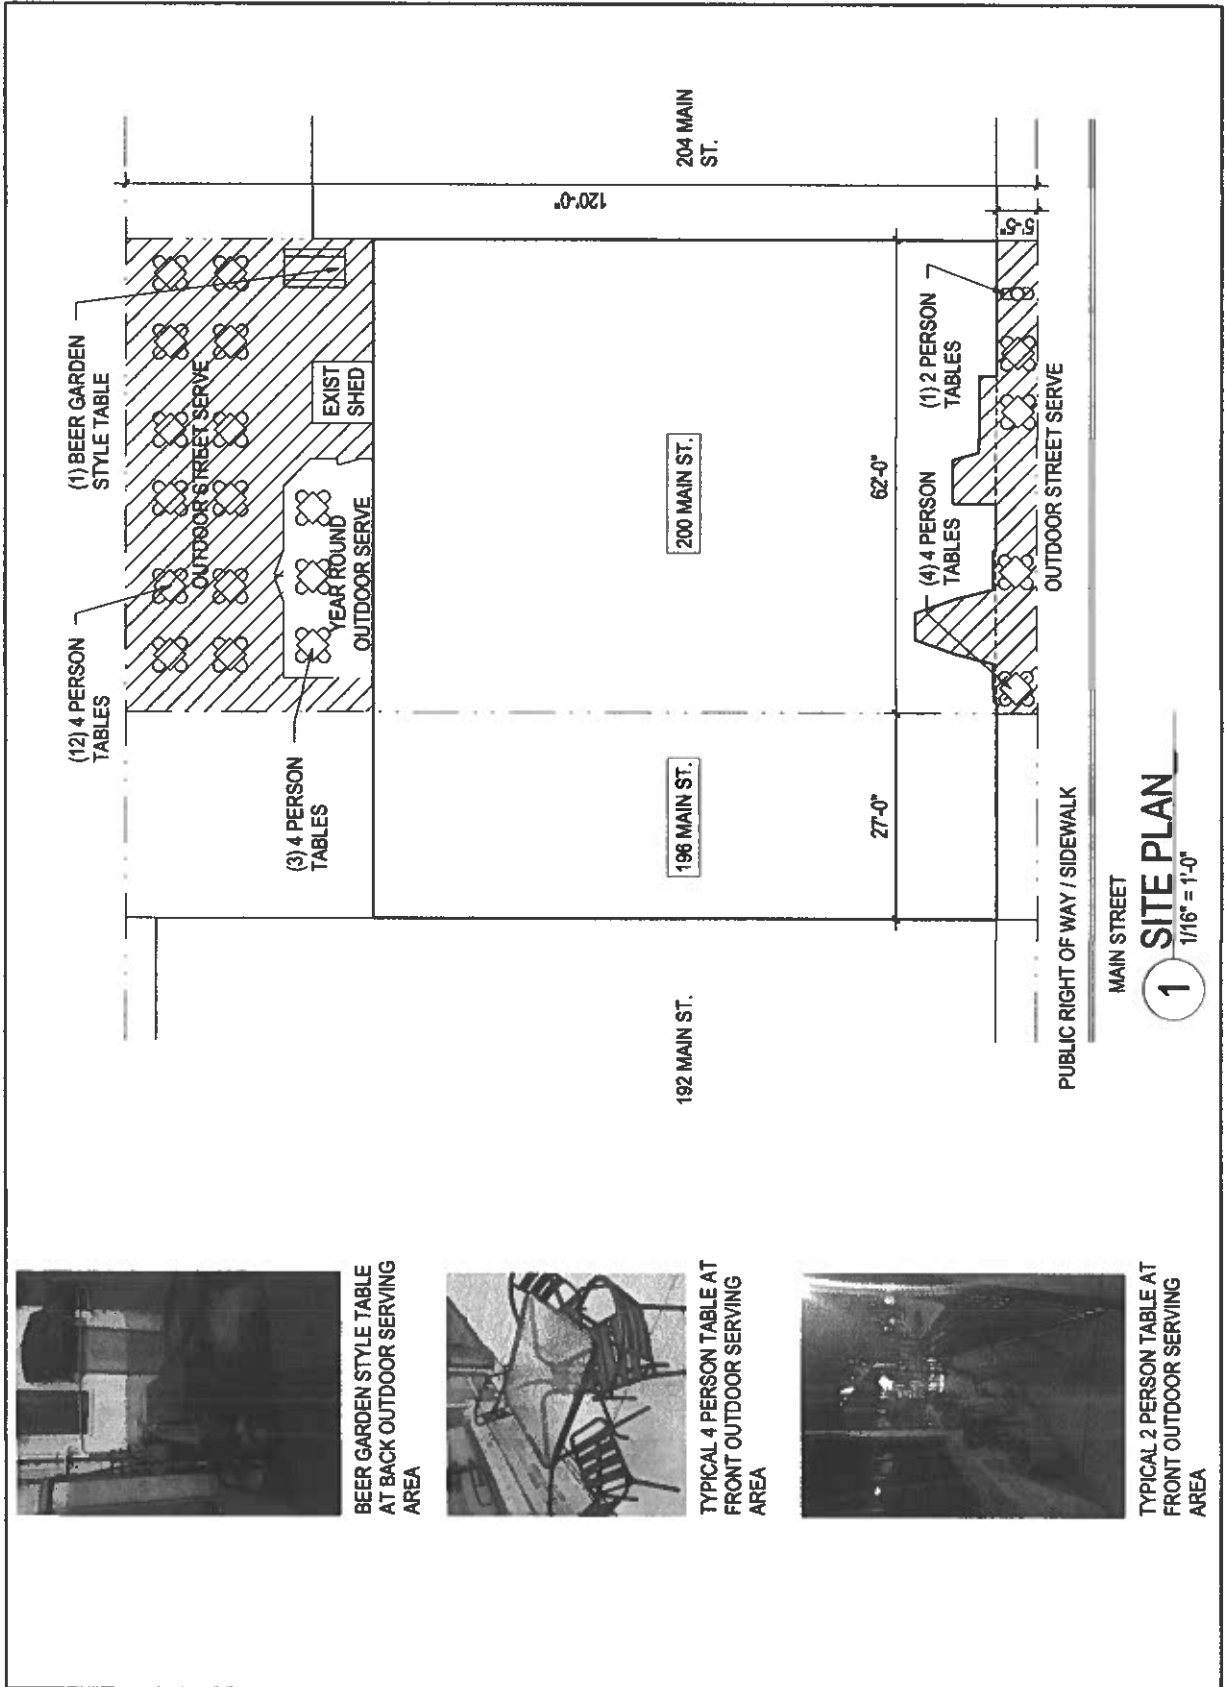 BEER GARDEN STYLE TABLE
AT BACK OUTDOOR SERVING
AREA
TYPICAL 4 PERSON TABLE AT
FRONT OUTDOOR SERVING
AREA
TYPICAL 2 PERSON TABLE AT
FRONT OUTDOOR SERVING
AREA
(12) 4 PERSON
TABLES
(1) BEER GARDEN
STYLE TABLE
OUTDOOR STREET SERVE
(3) 4 PERSON
TABLES
YEAR ROUND
OUTDOOR SERVE
EXIST
SHED
120'-0"
192 MAIN ST.
196 MAIN ST.
200 MAIN ST.
204 MAIN
ST.
27'-0"
62'-0"
(4) 4 PERSON
TABLES
(1) 2 PERSON
TABLES
5'-5"
OUTDOOR STREET SERVE
PUBLIC RIGHT OF WAY / SIDEWALK
MAIN STREET
1 SITE PLAN
1/16" = 1'-0"